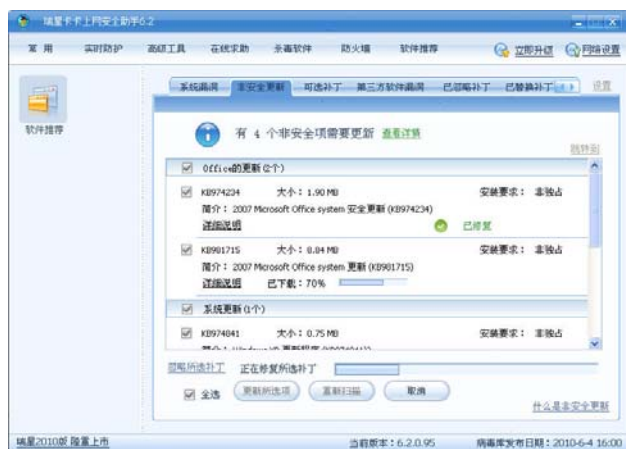 瑞星卡卡上网安全助手6.2
常 用 实时防护 高级工具 在线求助 杀毒软件 防火墙 软件推荐 立即升级 网络设置
软件推荐
系统漏洞 非安全更新 可选补丁 第三方软件漏洞 已忽略补丁 已替换补丁 设置
有 4 个非安全项需要更新 查看详情
跳转到
Office的更新(2个)
KB974234 大小：1.90 MB 安装要求： 非独占
简介：2007 Microsoft Office system 安全更新 (KB974234)
详细说明 已修复
KB981715 大小：8.84 MB 安装要求： 非独占
简介：2007 Microsoft Office system 更新 (KB981715)
详细说明 已下载：70%
系统更新(1个)
KB974841 大小：0.75 MB 安装要求： 非独占
忽略所选补丁 正在修复所选补丁
全选 更新所选项 重新扫描 取消
什么是非安全更新
瑞星2010版 隆重上市 当前版本：6.2.0.95 病毒库发布日期：2010-6-4 16:00